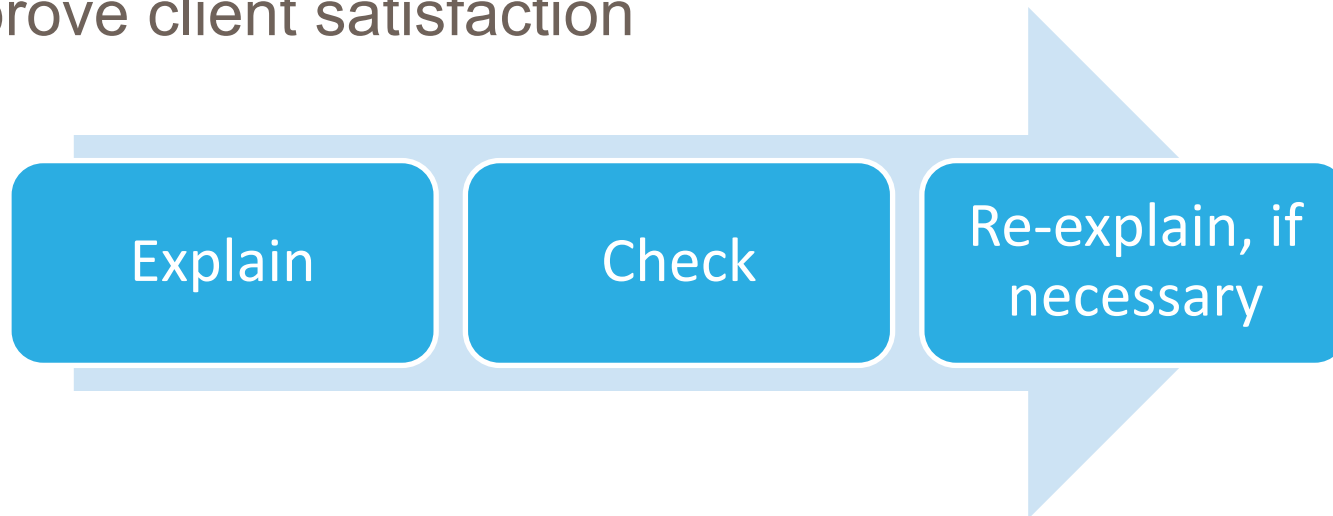 prove client satisfaction
Explain
Check
Re-explain, if
necessary